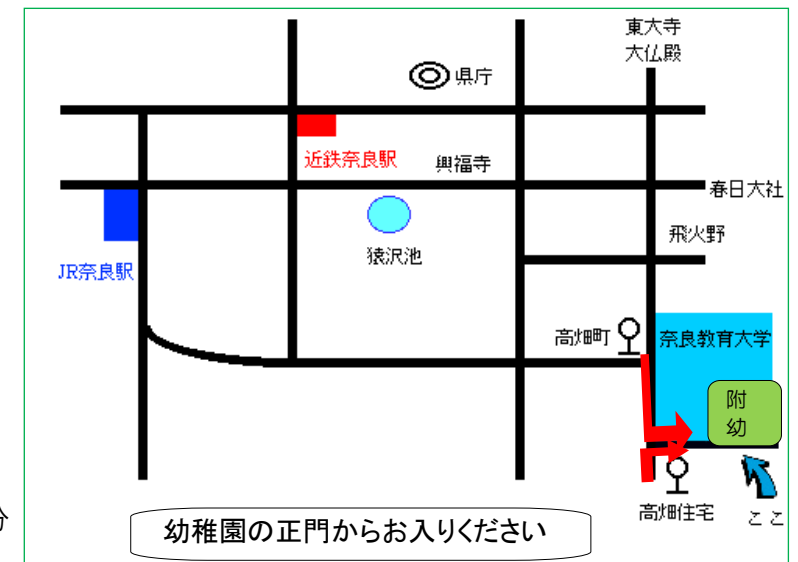 東大寺
大仏殿
県庁
近鉄奈良駅
興福寺
春日大社
猿沢池
飛火野
JR奈良駅
高畑町
奈良教育大学
附
幼
高畑住宅
ここ
分
幼稚園の正門からお入りください